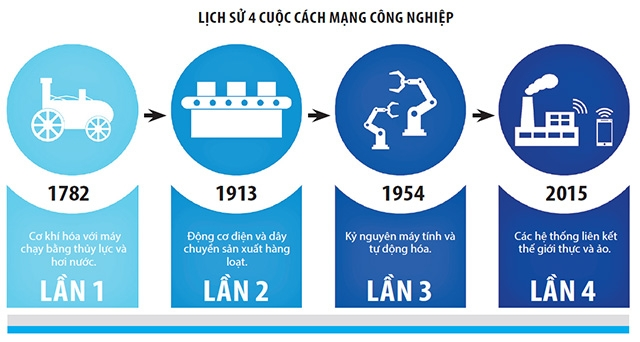 LỊCH SỬ 4 CUỘC CÁCH MẠNG CÔNG NGHIỆP
1782
Cơ khí hóa với máy
chạy bằng thủy lực và
hơi nước.
LẦN 1
1913
Động cơ điện và dây
chuyền sản xuất hàng
loạt.
LẦN 2
1954
Kỷ nguyên máy tính và
tự động hóa.
LẦN 3
2015
Các hệ thống liên kết
thế giới thực và ảo.
LẦN 4